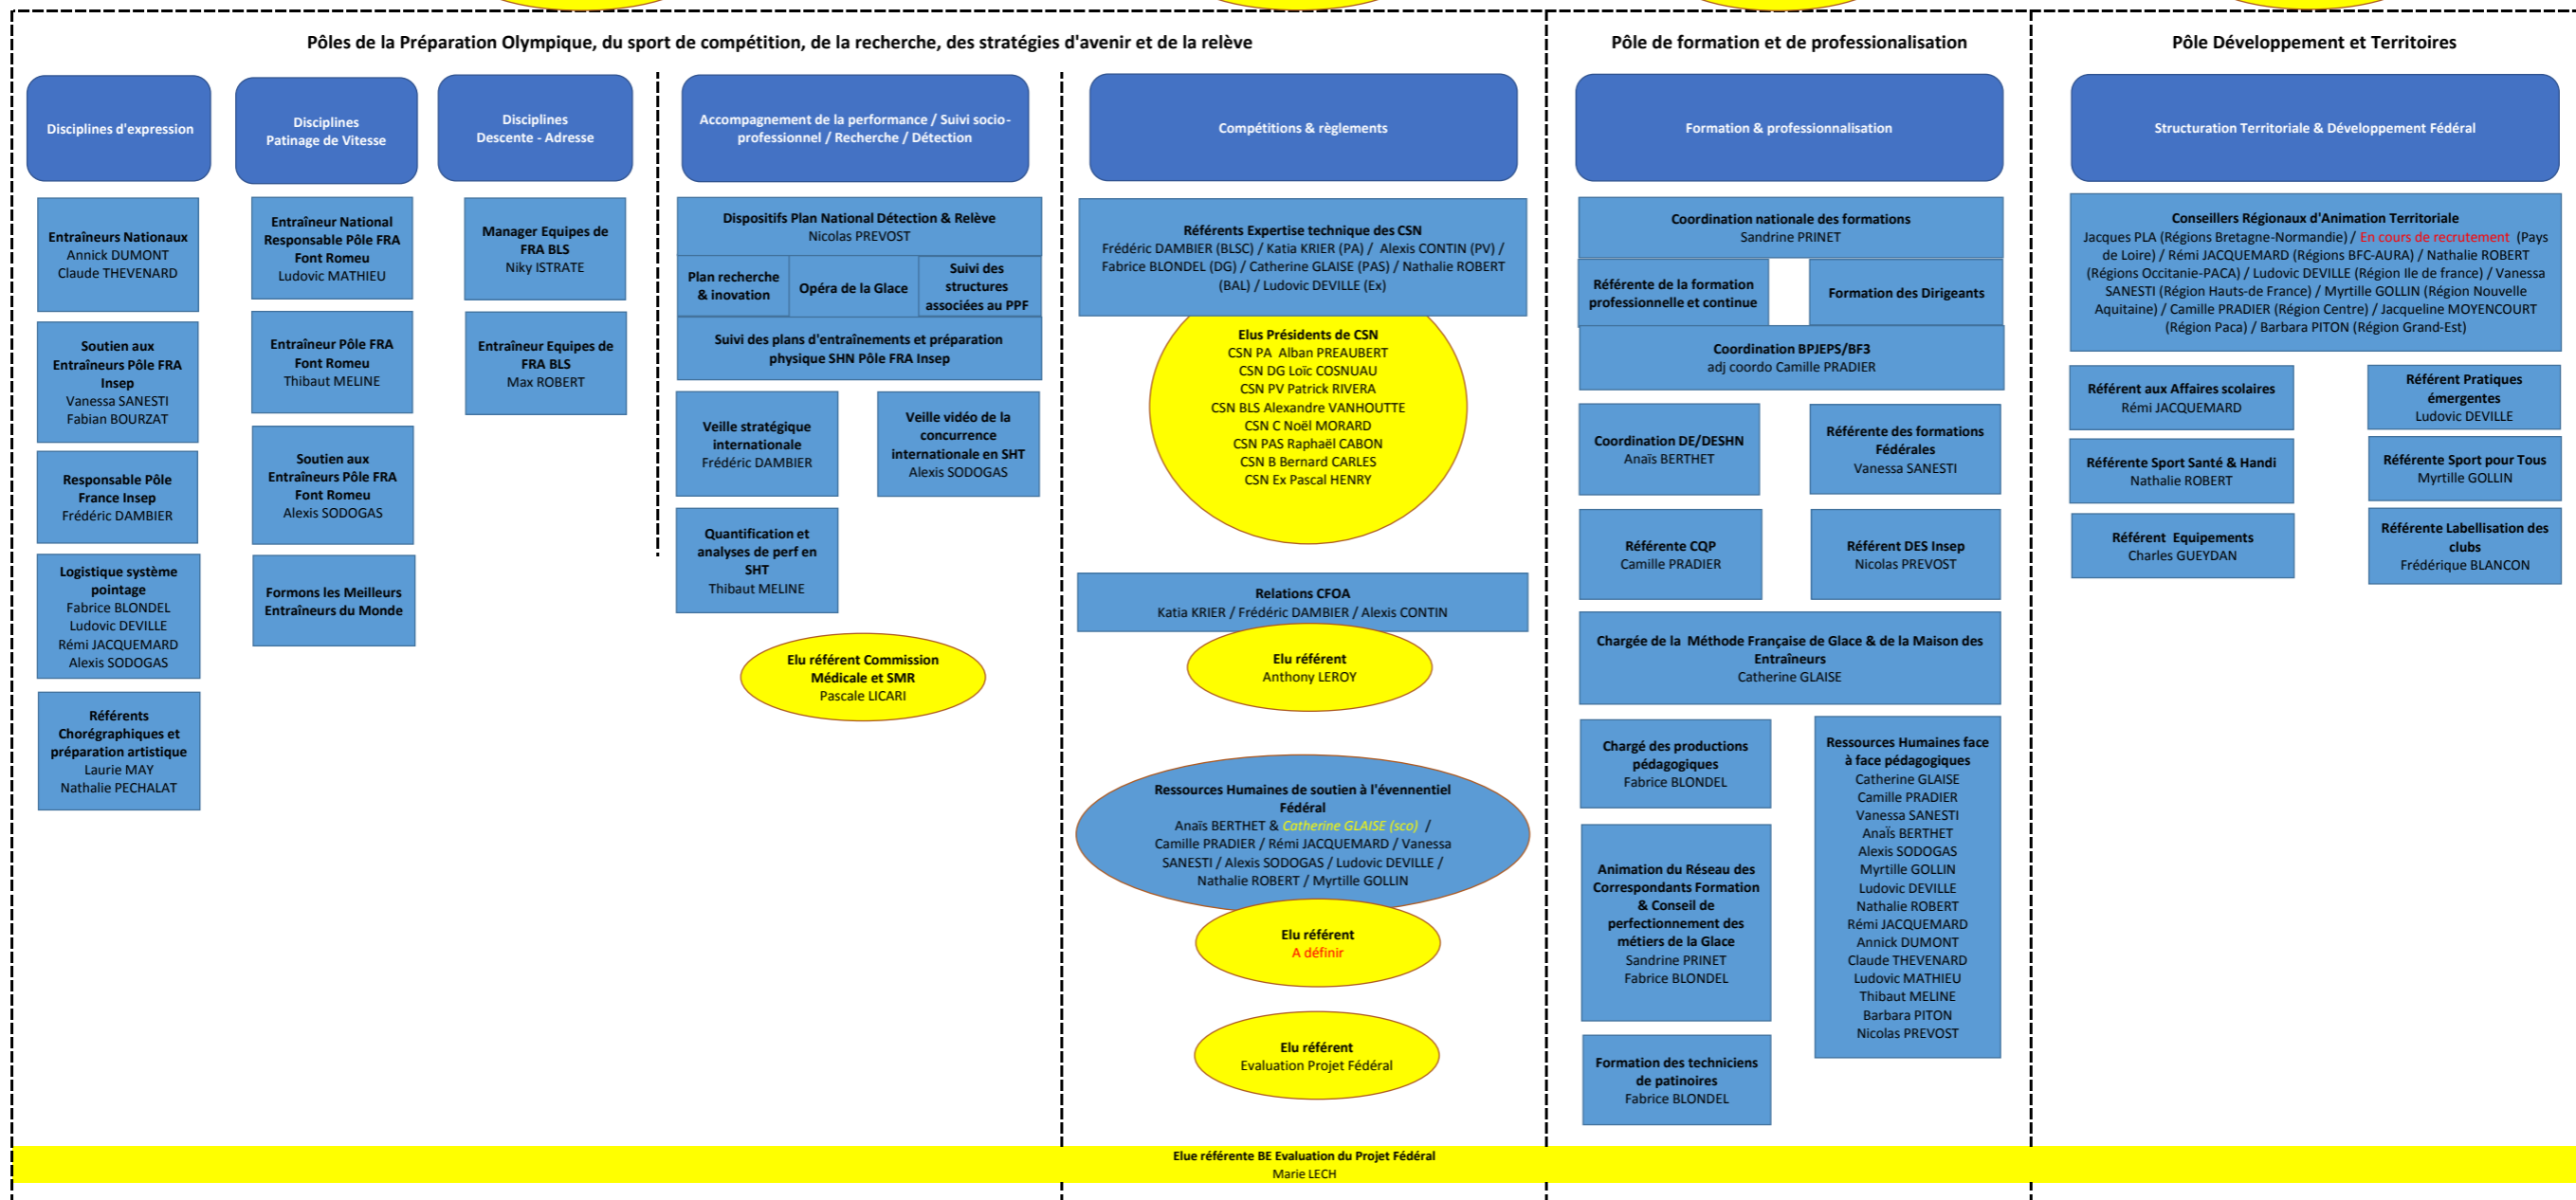 Pôles de la Préparation Olympique, du sport de compétition, de la recherche, des stratégies d'avenir et de la relève
Disciplines d'expression
Disciplines
Patinage de Vitesse
Disciplines
Descente - Adresse
Accompagnement de la performance / Suivi socio-
professionnel / Recherche / Détection
Compétitions & règlements
Entraîneurs Nationaux
Annick DUMONT
Claude THEVENARD
Soutien aux
Entraîneurs Pôle FRA
Insep
Vanessa SANESTI
Fabian BOURZAT
Responsable Pôle
France Insep
Frédéric DAMBIER
Logistique système
pointage
Fabrice BLONDEL
Ludovic DEVILLE
Rémi JACQUEMARD
Alexis SODOGAS
Référents
Chorégraphiques et
préparation artistique
Laurie MAY
Nathalie PECHALAT
Entraîneur National
Responsable Pôle FRA
Font Romeu
Ludovic MATHIEU
Entraîneur Pôle FRA
Font Romeu
Thibaut MELINE
Soutien aux
Entraîneurs Pôle FRA
Font Romeu
Alexis SODOGAS
Formons les Meilleurs
Entraîneurs du Monde
Manager Equipes de
FRA BLS
Niky ISTRATE
Entraîneur Equipes de
FRA BLS
Max ROBERT
Dispositifs Plan National Détection & Relève
Nicolas PREVOST
Plan recherche
& inovation
Opéra de la Glace
Suivi des
structures
associées au PPF
Suivi des plans d'entraînements et préparation
physique SHN Pôle FRA Insep
Veille stratégique
internationale
Frédéric DAMBIER
Veille vidéo de la
concurrence
internationale en SHT
Alexis SODOGAS
Quantification et
analyses de perf en
SHT
Thibaut MELINE
Elu référent Commission
Médicale et SMR
Pascale LICARI
Référents Expertise technique des CSN
Frédéric DAMBIER (BLSC) / Katia KRIER (PA) / Alexis CONTIN (PV) /
Fabrice BLONDEL (DG) / Catherine GLAISE (PAS) / Nathalie ROBERT
(BAL) / Ludovic DEVILLE (Ex)
Elus Présidents de CSN
CSN PA Alban PREAUBERT
CSN DG Loïc COSNUAU
CSN PV Patrick RIVERA
CSN BLS Alexandre VANHOUTTE
CSN C Noël MORARD
CSN PAS Raphaël CABON
CSN B Bernard CARLES
CSN Ex Pascal HENRY
Relations CFOA
Katia KRIER / Frédéric DAMBIER / Alexis CONTIN
Elu référent
Anthony LEROY
Ressources Humaines de soutien à l'évennentiel
Fédéral
Anaïs BERTHET & Catherine GLAISE (sco) /
Camille PRADIER / Rémi JACQUEMARD / Vanessa
SANESTI / Alexis SODOGAS / Ludovic DEVILLE /
Nathalie ROBERT / Myrtille GOLLIN
Elu référent
A définir
Elu référent
Evaluation Projet Fédéral
Pôle de formation et de professionalisation
Formation & professionnalisation
Coordination nationale des formations
Sandrine PRINET
Référente de la formation
professionnelle et continue
Formation des Dirigeants
Coordination BPJEPS/BF3
adj coordo Camille PRADIER
Coordination DE/DESHN
Anaïs BERTHET
Référente des formations
Fédérales
Vanessa SANESTI
Référente CQP
Camille PRADIER
Référent DES Insep
Nicolas PREVOST
Chargée de la Méthode Française de Glace & de la Maison des
Entraîneurs
Catherine GLAISE
Chargé des productions
pédagogiques
Fabrice BLONDEL
Animation du Réseau des
Correspondants Formation
& Conseil de
perfectionnement des
métiers de la Glace
Sandrine PRINET
Fabrice BLONDEL
Formation des techniciens
de patinoires
Fabrice BLONDEL
Ressources Humaines face
à face pédagogiques
Catherine GLAISE
Camille PRADIER
Vanessa SANESTI
AnaÏs BERTHET
Alexis SODOGAS
Myrtille GOLLIN
Ludovic DEVILLE
Nathalie ROBERT
Rémi JACQUEMARD
Annick DUMONT
Claude THEVENARD
Ludovic MATHIEU
Thibaut MELINE
Barbara PITON
Nicolas PREVOST
Pôle Développement et Territoires
Structuration Territoriale & Développement Fédéral
Conseillers Régionaux d'Animation Territoriale
Jacques PLA (Régions Bretagne-Normandie) / En cours de recrutement (Pays
de Loire) / Rémi JACQUEMARD (Régions BFC-AURA) / Nathalie ROBERT
(Régions Occitanie-PACA) / Ludovic DEVILLE (Région Ile de france) / Vanessa
SANESTI (Région Hauts-de France) / Myrtille GOLLIN (Région Nouvelle
Aquitaine) / Camille PRADIER (Région Centre) / Jacqueline MOYENCOURT
(Région Paca) / Barbara PITON (Région Grand-Est)
Référent aux Affaires scolaires
Rémi JACQUEMARD
Référent Pratiques
émergentes
Ludovic DEVILLE
Référente Sport Santé & Handi
Nathalie ROBERT
Référente Sport pour Tous
Myrtille GOLLIN
Référent Equipements
Charles GUEYDAN
Référente Labellisation des
clubs
Frédérique BLANCON
Elue référente BE Evaluation du Projet Fédéral
Marie LECH